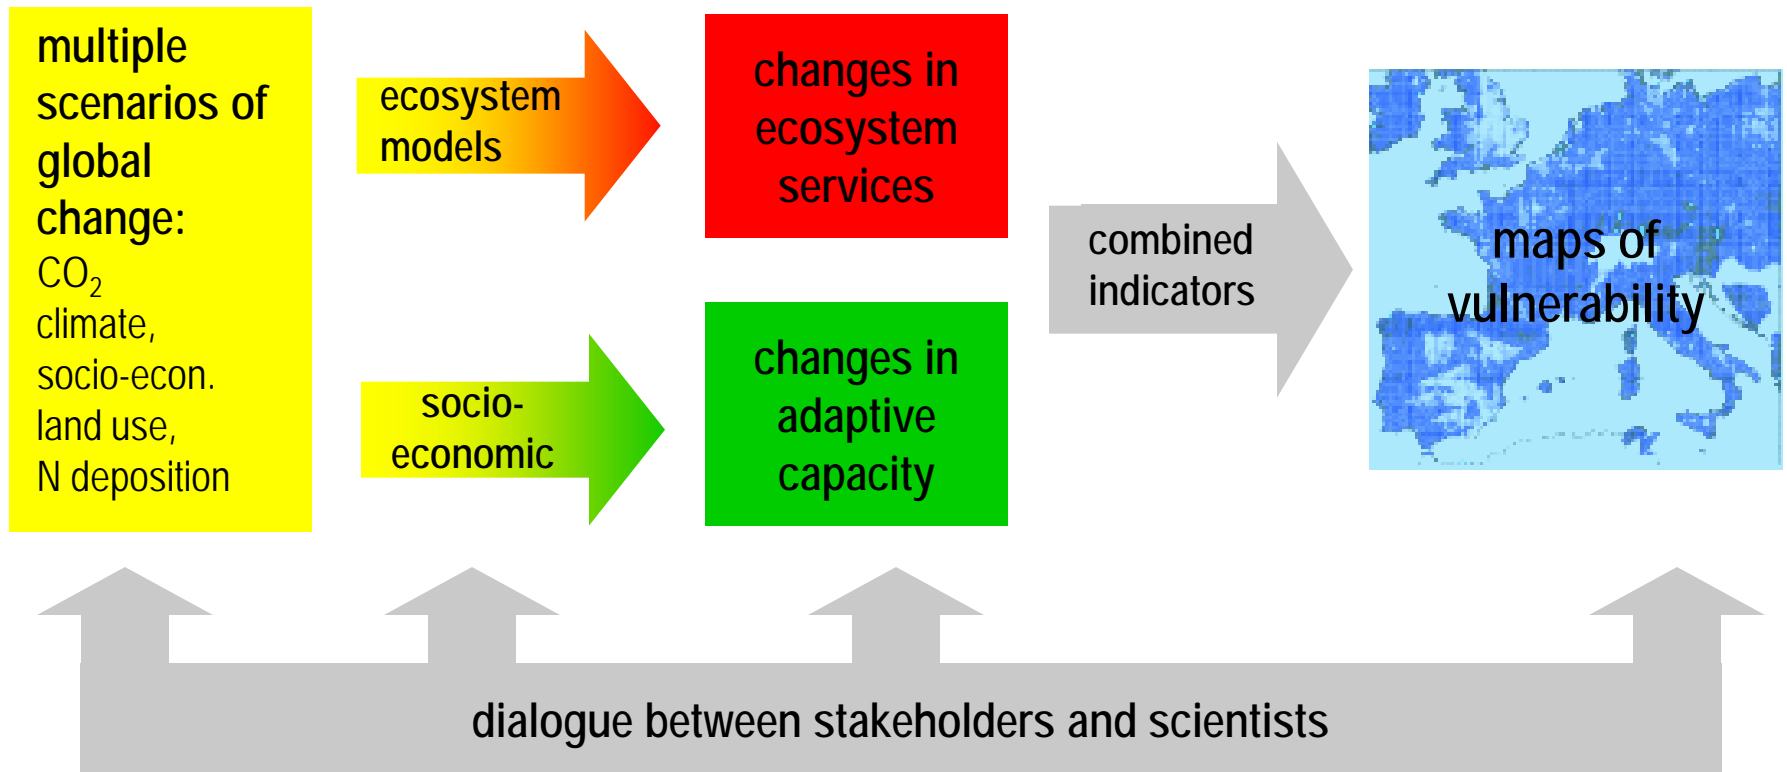 multiple
scenarios of
global
change:
CO₂
climate,
socio-econ.
land use,
N deposition
ecosystem
models
socio-
economic
changes in
ecosystem
services
changes in
adaptive
capacity
combined
indicators
maps of
vulnerability
dialogue between stakeholders and scientists